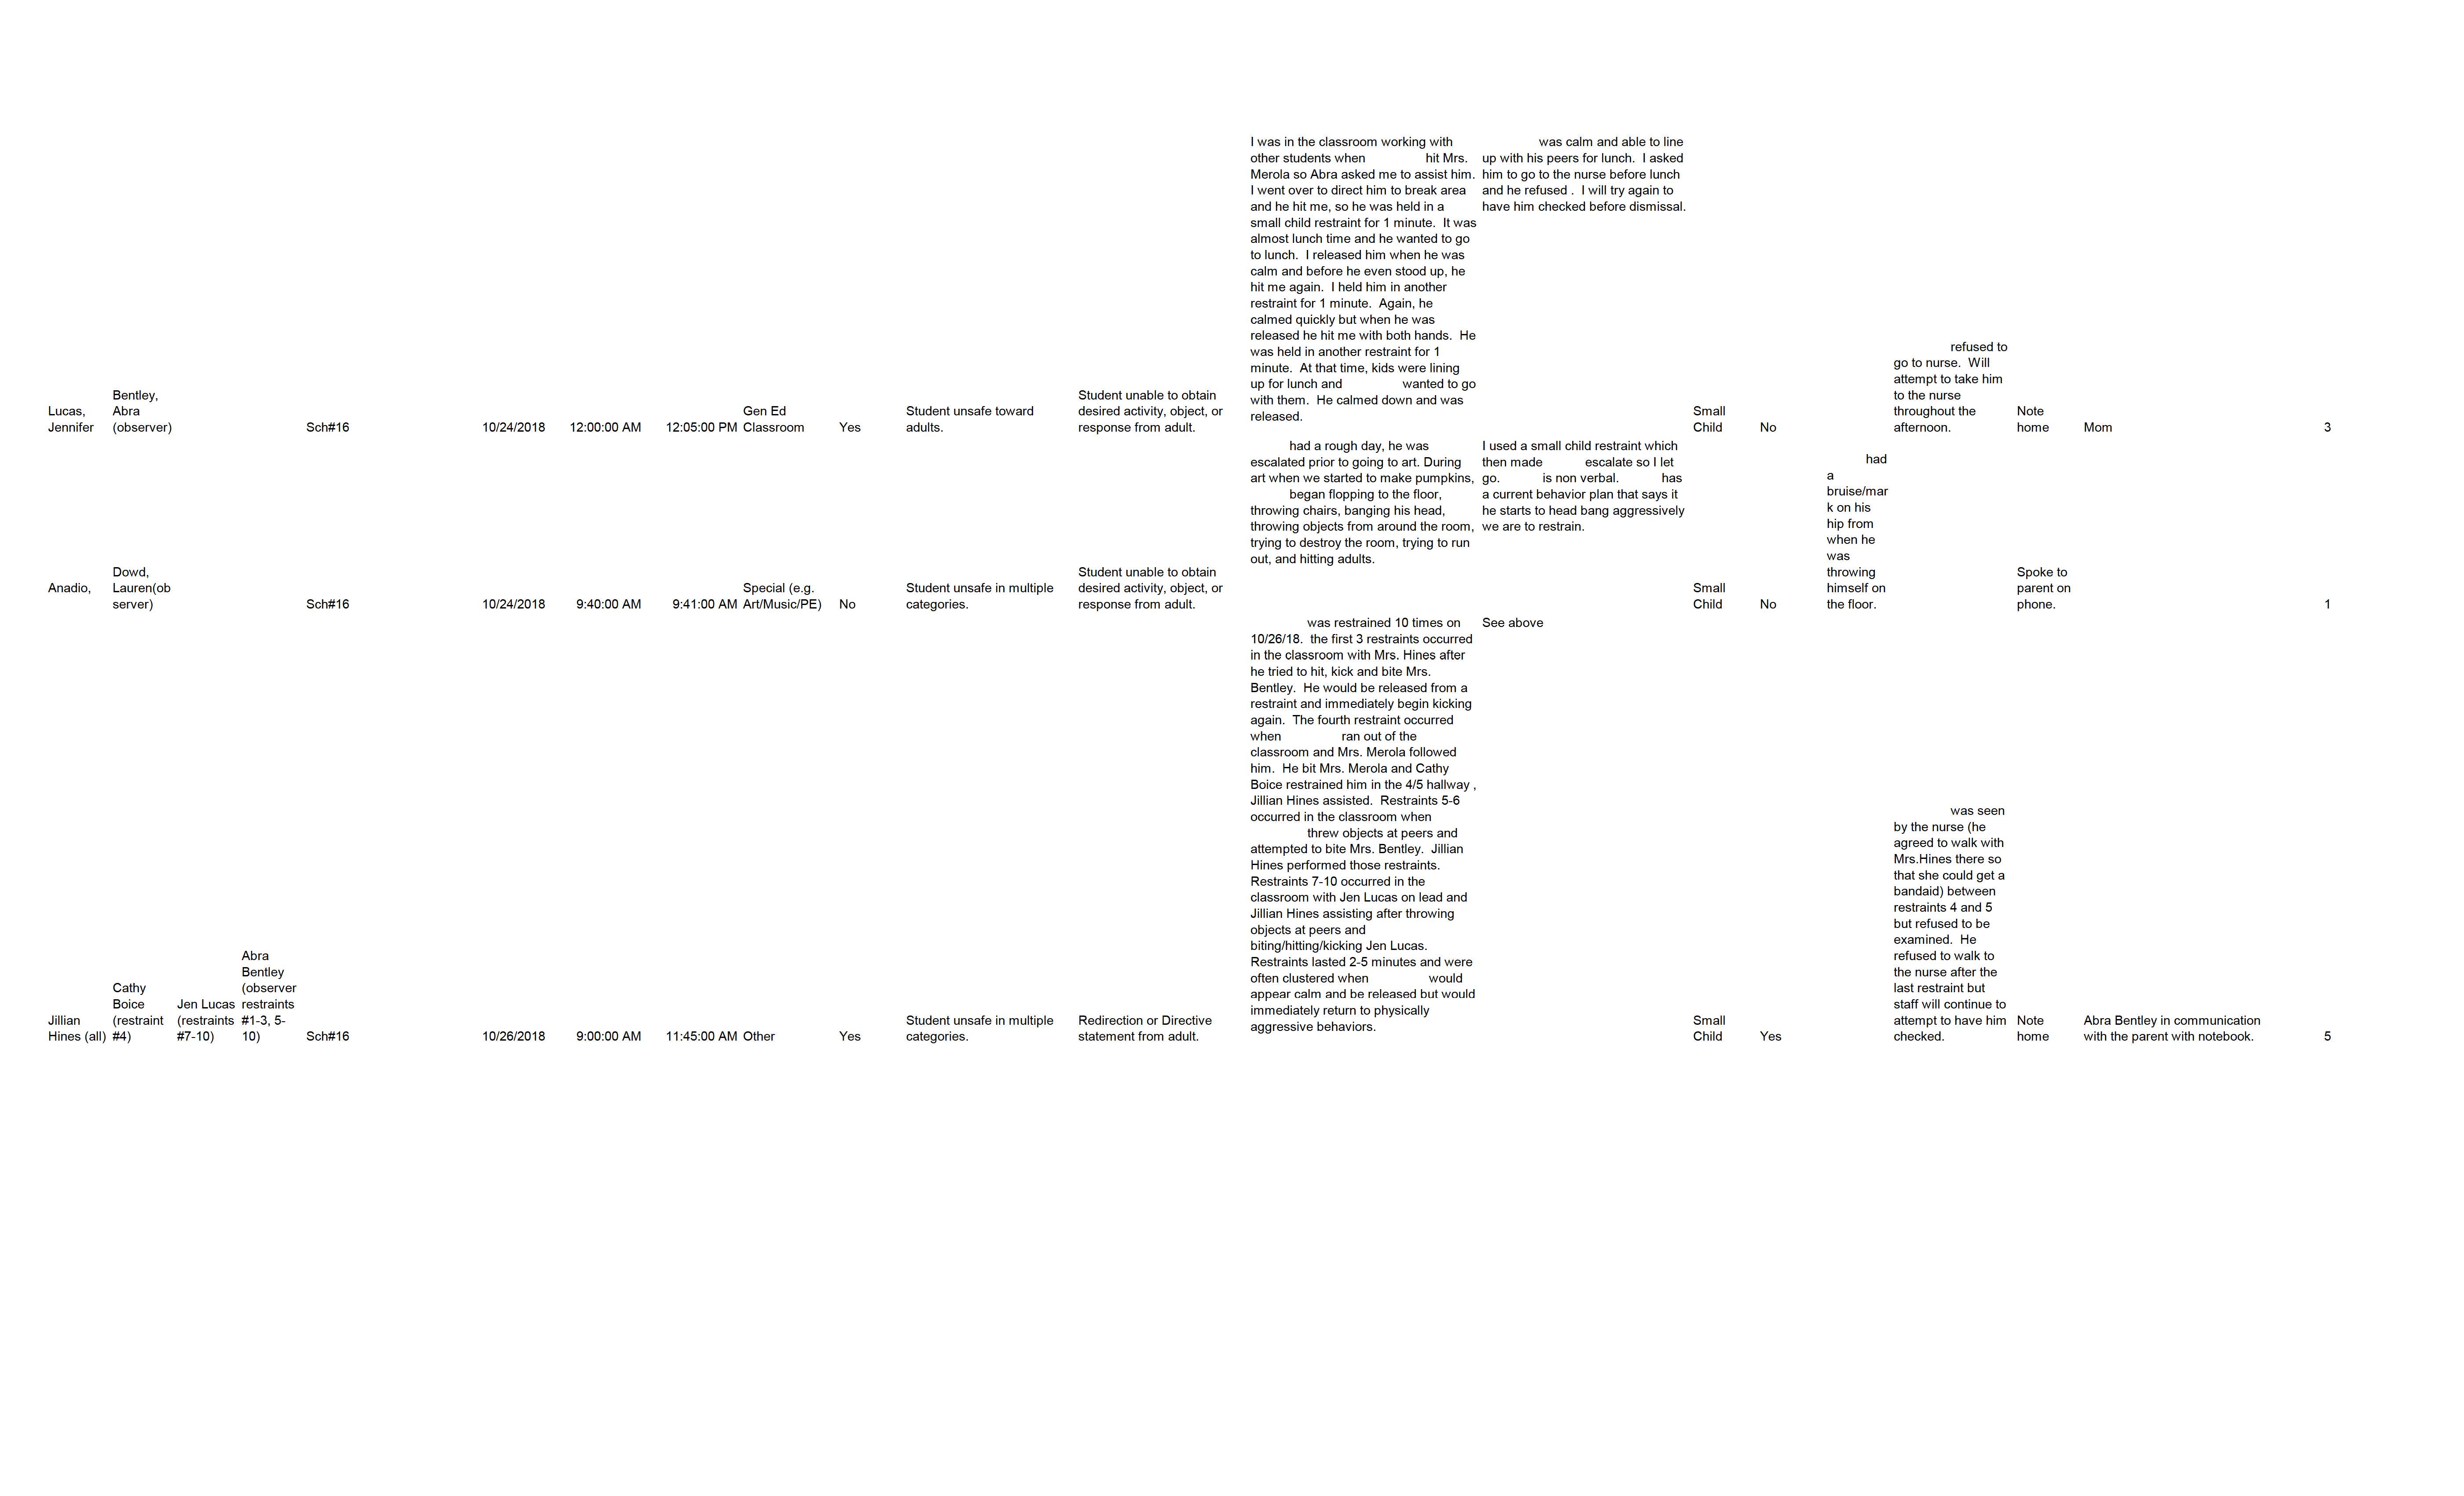 I was in the classroom working with
other students when hit Mrs.
Merola so Abra asked me to assist him.
I went over to direct him to break area
and he hit me, so he was held in a
small child restraint for 1 minute. It was
almost lunch time and he wanted to go
to lunch. I released him when he was
calm and before he even stood up, he
hit me again. I held him in another
restraint for 1 minute. Again, he
calmed quickly but when he was
released he hit me with both hands. He
was held in another restraint for 1
minute. At that time, kids were lining
up for lunch and wanted to go
with them. He calmed down and was
released.
was calm and able to line
up with his peers for lunch. I asked
him to go to the nurse before lunch
and he refused . I will try again to
have him checked before dismissal.
Lucas,
Jennifer
Bentley,
Abra
(observer)
Sch#16
10/24/2018
12:00:00 AM
12:05:00 PM
Gen Ed
Classroom
Yes
Student unsafe toward
adults.
Student unable to obtain
desired activity, object, or
response from adult.
Small
Child
No
refused to
go to nurse. Will
attempt to take him
to the nurse
throughout the
afternoon.
Note
home
Mom
3
had a rough day, he was
escalated prior to going to art. During
art when we started to make pumpkins,
began flopping to the floor,
throwing chairs, banging his head,
throwing objects from around the room,
trying to destroy the room, trying to run
out, and hitting adults.
I used a small child restraint which
then made escalate so I let
go. is non verbal. has
a current behavior plan that says it
he starts to head bang aggressively
we are to restrain.
Anadio,
Dowd,
Lauren(ob
server)
Sch#16
10/24/2018
9:40:00 AM
9:41:00 AM
Special (e.g.
Art/Music/PE)
No
Student unsafe in multiple
categories.
Student unable to obtain
desired activity, object, or
response from adult.
Small
Child
No
had
a
bruise/mar
k on his
hip from
when he
was
throwing
himself on
the floor.
Spoke to
parent on
phone.
1
was restrained 10 times on
10/26/18. the first 3 restraints occurred
in the classroom with Mrs. Hines after
he tried to hit, kick and bite Mrs.
Bentley. He would be released from a
restraint and immediately begin kicking
again. The fourth restraint occurred
when ran out of the
classroom and Mrs. Merola followed
him. He bit Mrs. Merola and Cathy
Boice restrained him in the 4/5 hallway ,
Jillian Hines assisted. Restraints 5-6
occurred in the classroom when
threw objects at peers and
attempted to bite Mrs. Bentley. Jillian
Hines performed those restraints.
Restraints 7-10 occurred in the
classroom with Jen Lucas on lead and
Jillian Hines assisting after throwing
objects at peers and
biting/hitting/kicking Jen Lucas.
Restraints lasted 2-5 minutes and were
often clustered when would
appear calm and be released but would
immediately return to physically
aggressive behaviors.
See above
Jillian
Hines (all)
Cathy
Boice
(restraint
#4)
Jen Lucas
(restraints
#7-10)
Abra
Bentley
(observer
restraints
#1-3, 5-
10)
Sch#16
10/26/2018
9:00:00 AM
11:45:00 AM
Other
Yes
Student unsafe in multiple
categories.
Redirection or Directive
statement from adult.
Small
Child
Yes
was seen
by the nurse (he
agreed to walk with
Mrs.Hines there so
that she could get a
bandaid) between
restraints 4 and 5
but refused to be
examined. He
refused to walk to
the nurse after the
last restraint but
staff will continue to
attempt to have him
checked.
Note
home
Abra Bentley in communication
with the parent with notebook.
5